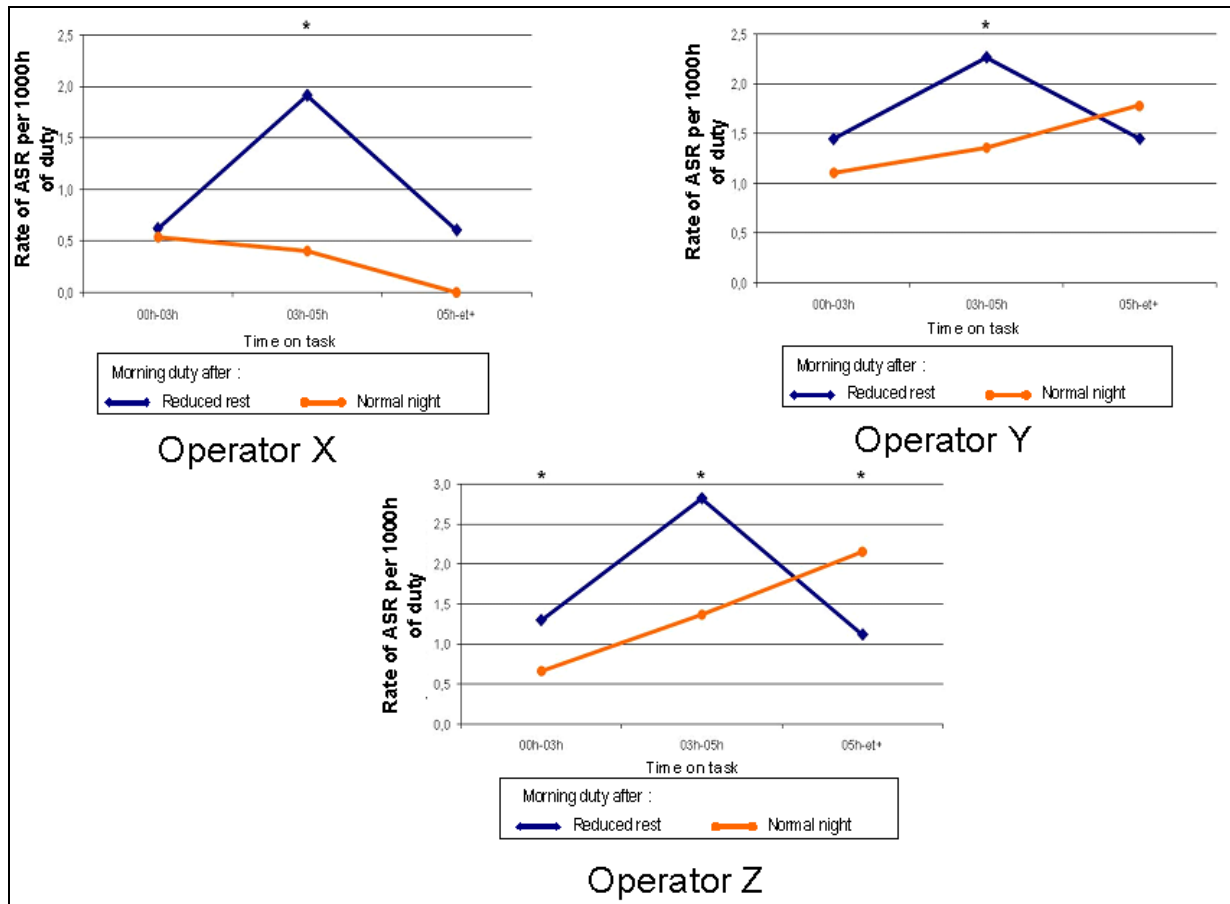 *
2,5
2,0
1,5
1,0
0,5
0,0
Rate of ASR per 1000h
of duty
00h-03h
03h-05h
05h-et+
Time on task
Morning duty after :
Reduced rest
Normal night
Operator X
*
2,5
2,0
1,5
1,0
0,5
0,0
Rate of ASR per 1000h
of duty
00h-03h
03h-05h
05h-et+
Time on task
Morning duty after :
Reduced rest
Normal night
Operator Y
* * *
3,0
2,5
2,0
1,5
1,0
0,5
0,0
Rate of ASR per 1000h
of duty
00h-03h
03h-05h
05h-et+
Time on task
Morning duty after :
Reduced rest
Normal night
Operator Z